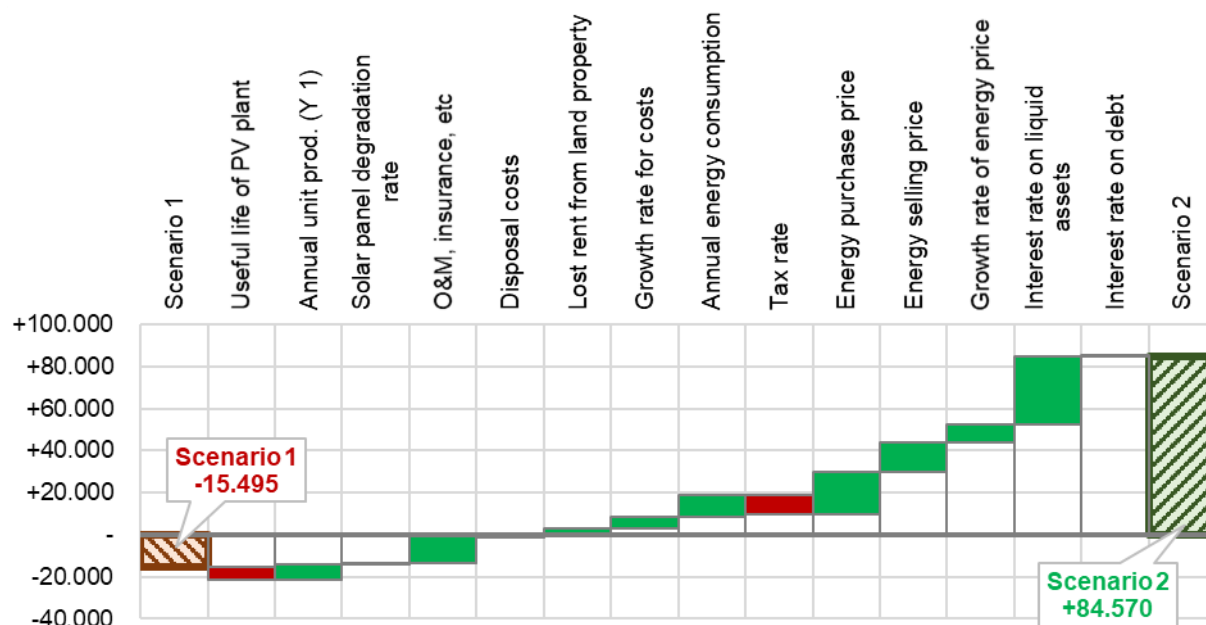 Scenario 1
Useful life of PV plant
Annual unit prod. (Y 1)
Solar panel degradation
rate
O&M, insurance, etc
Disposal costs
Lost rent from land property
Growth rate for costs
Annual energy consumption
Tax rate
Energy purchase price
Energy selling price
Growth rate of energy price
Interest rate on liquid
assets
Interest rate on debt
Scenario 2
+100.000
+80.000
+60.000
+40.000
+20.000
-
-20.000
-40.000
Scenario 1
-15.495
Scenario 2
+84.570